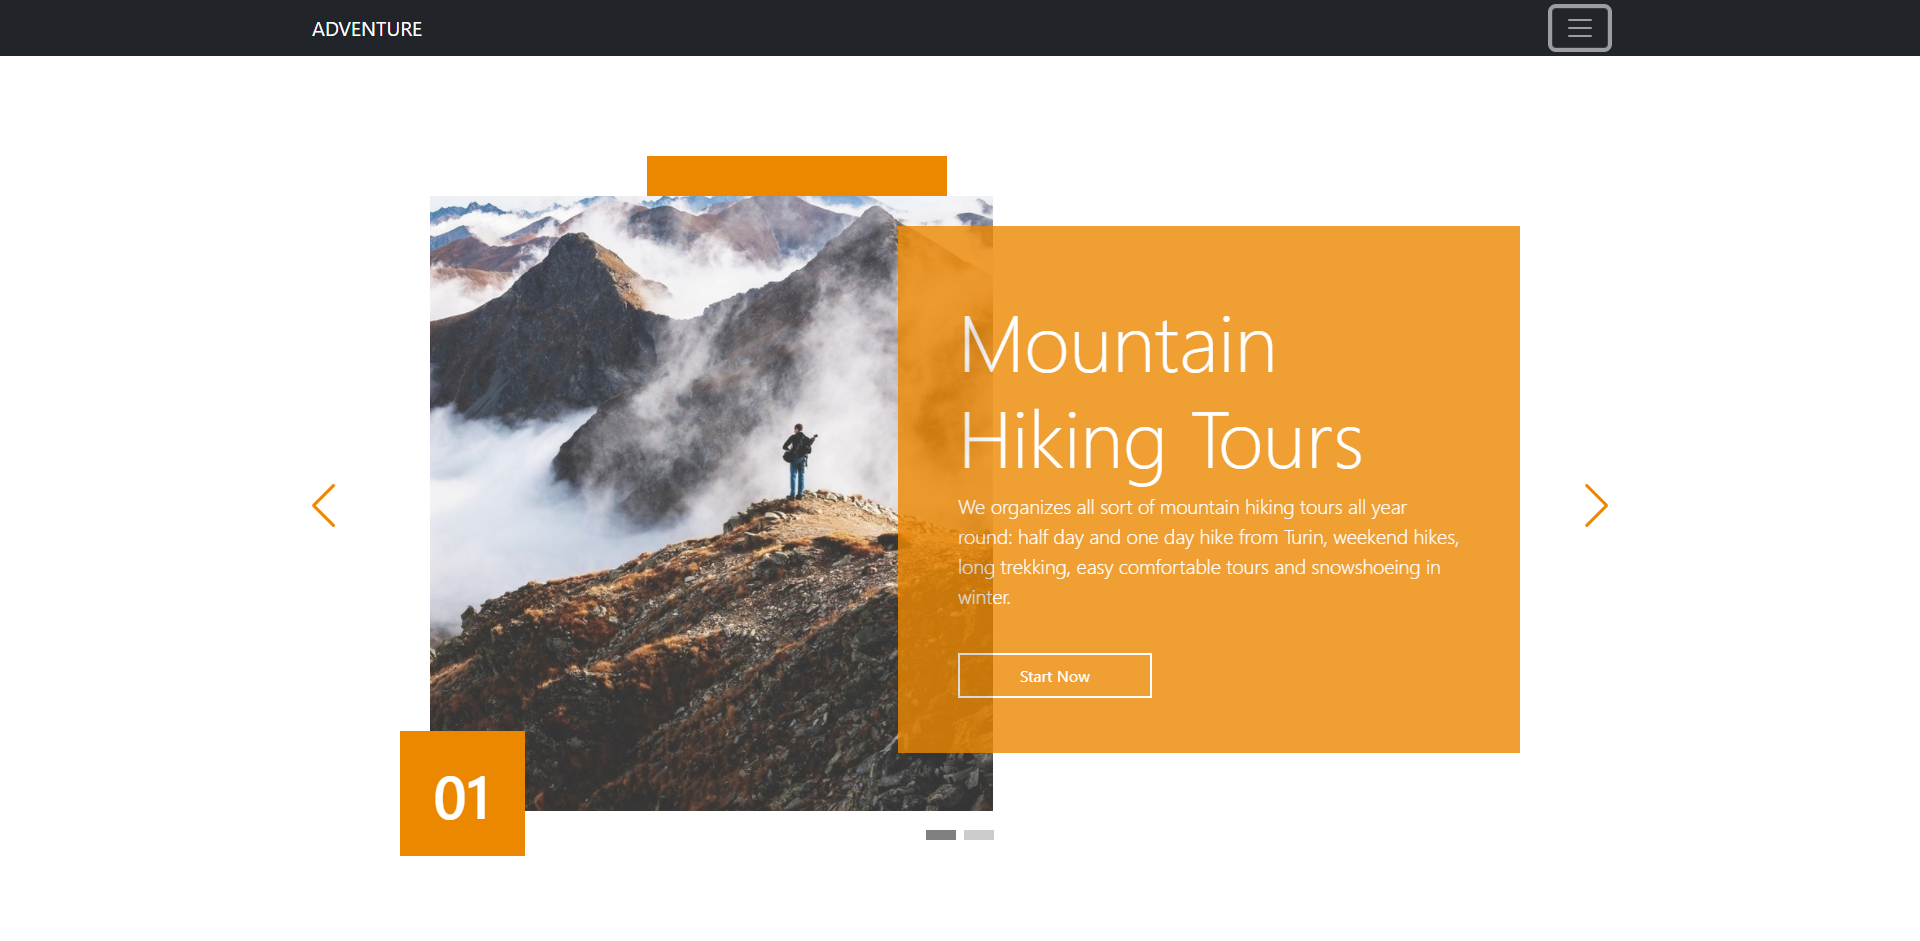 ADVENTURE
Mountain
Hiking Tours
We organizes all sort of mountain hiking tours all year
round: half day and one day hike from Turin, weekend hikes,
long trekking, easy comfortable tours and snowshoeing in
winter.
Start Now
01